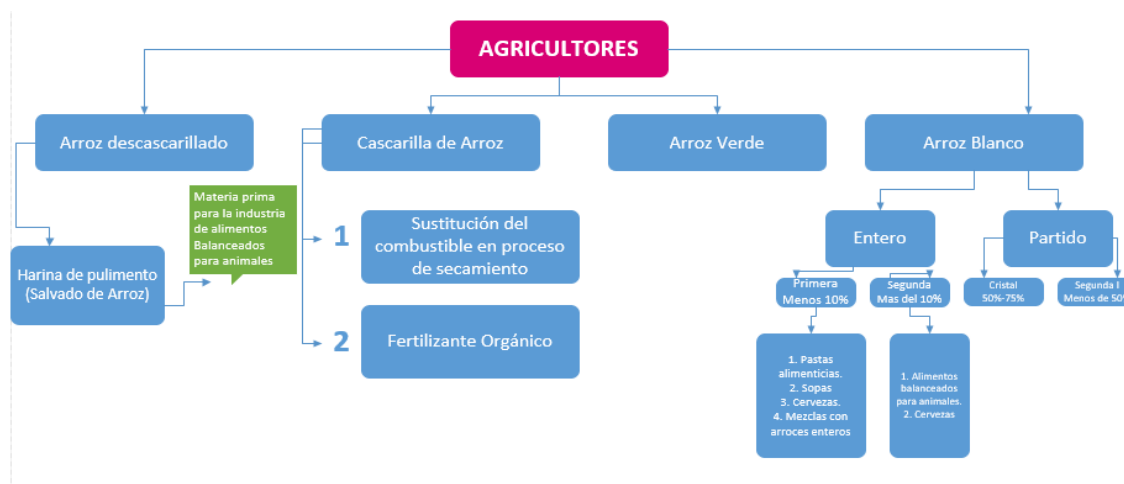 AGRICULTORES
Arroz descascarillado
Cascarilla de Arroz
Arroz Verde
Arroz Blanco
Harina de pulimento
(Salvado de Arroz)
Materia prima
para la industria
de alimentos
Balanceados
para animales
1
Sustitución del
combustible en proceso
de secamiento
2
Fertilizante Orgánico
Entero
Partido
Primera
Menos 10%
Segunda
Mas del 10%
Cristal
50%-75%
Segunda I
Menos de 50%
1. Pastas
alimenticias.
2. Sopas
3. Cervezas.
4. Mezclas con
arroces enteros
1. Alimentos
balanceados
para animales.
2. Cervezas